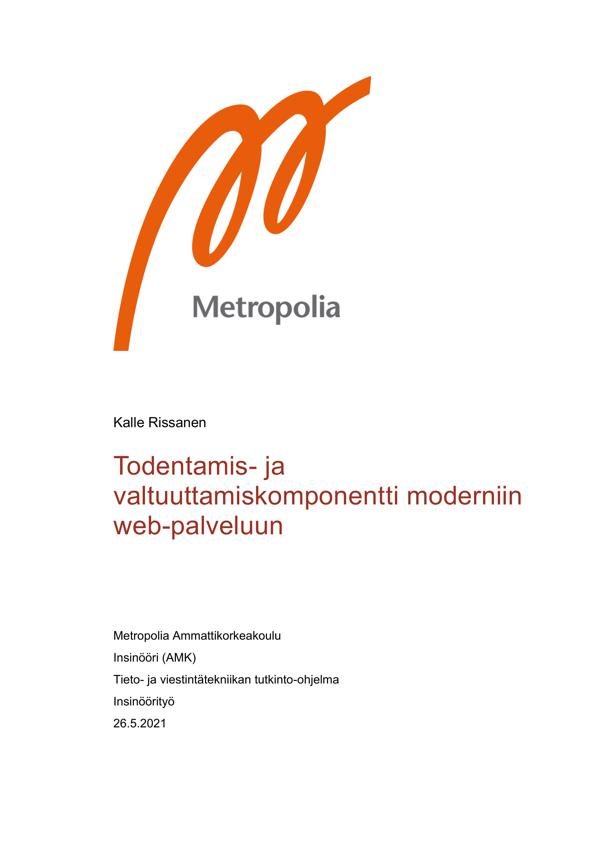 Metropolia
Kalle Rissanen
Todentamis- ja
valtuuttamiskomponentti moderniin
web-palveluun
Metropolia Ammattikorkeakoulu
Insinööri (AMK)
Tieto- ja viestintätekniikan tutkinto-ohjelma
Insinöörityö
26.5.2021